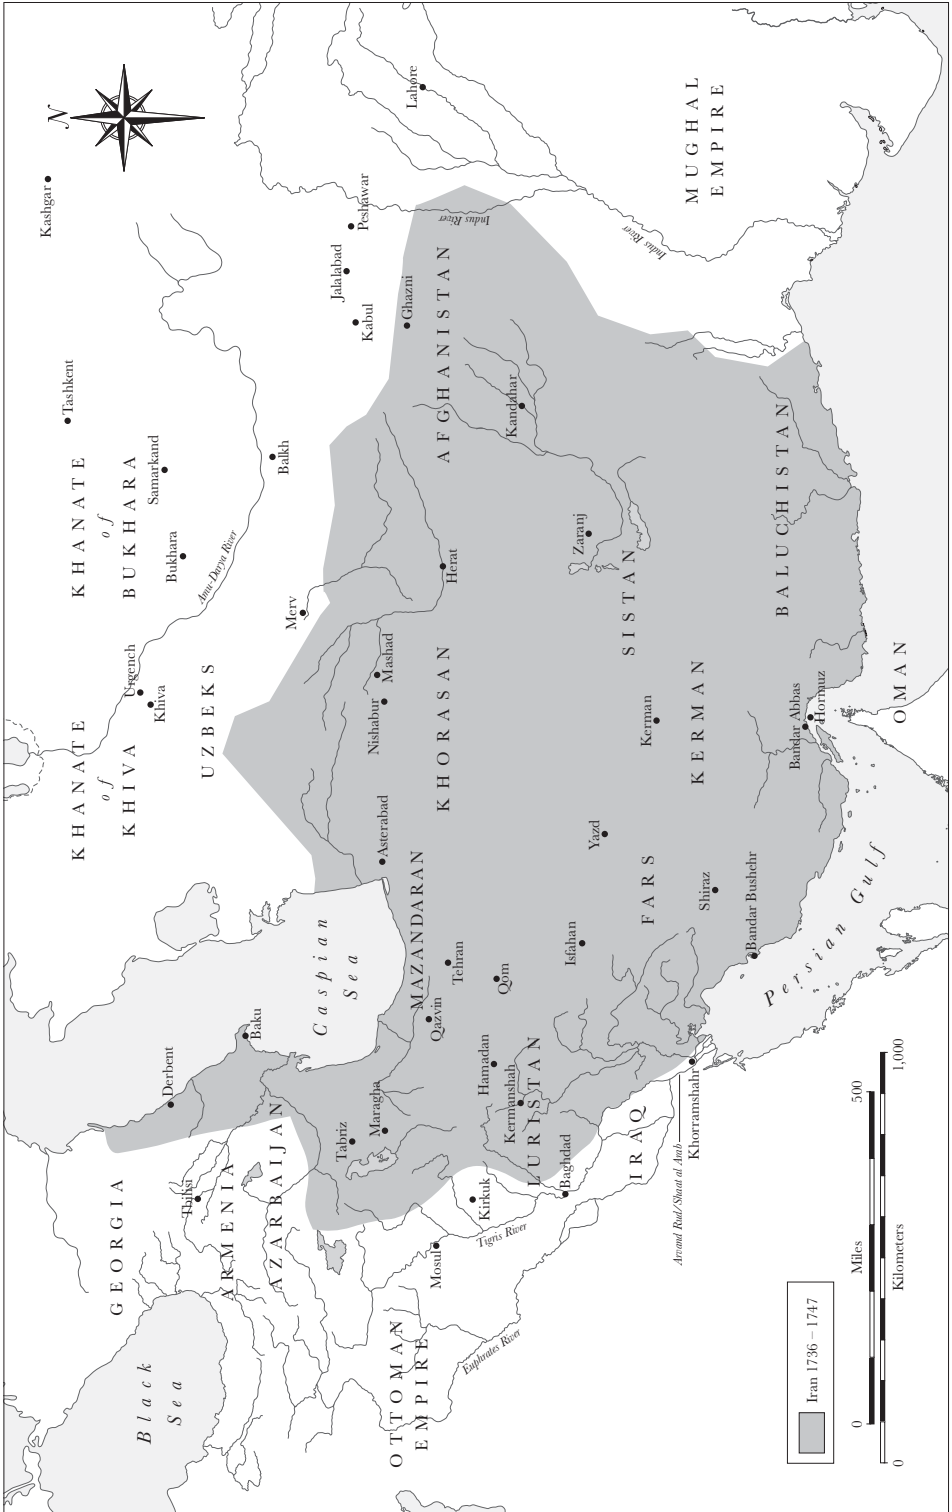 N
Kashgar
Tashkent
KHANATE
of
BUKHARA
Samarkand
Bukhara
Amu-Darya River
Balkh
Merv
KHANATE
of
KHIVA
Urgench
Khiva
UZBEKS
Lahore
Peshawar
Jalalabad
Kabul
Ghazni
Indus River
Indus River
MUGHAL
EMPIRE
AFGHANISTAN
Kandahar
Herat
Zaranj
SISTAN
BALUCHISTAN
Mashad
Nishabur
KHORASAN
Kerman
KERMAN
Bandar Abbas
Hormuz
OMAN
Asterabad
MAZANDARAN
Yazd
FARS
Shiraz
Bandar Bushehr
Persian Gulf
Caspian
Sea
Tehran
Qazvin
Qom
Isfahan
Baku
Derbent
Hamadan
Kermanshah
LURISTAN
Maragha
Tabriz
Baghdad
IRAQ
Khorramshahr
Arvand Rud/Shaat al Arab
Kirkuk
Mosul
Tigris River
Euphrates River
Tbilisi
GEORGIA
ARMENIA
AZARBAIJAN
Black
Sea
OTTOMAN
EMPIRE
Iran 1736 – 1747
0
Miles
500
0
Kilometers
1,000